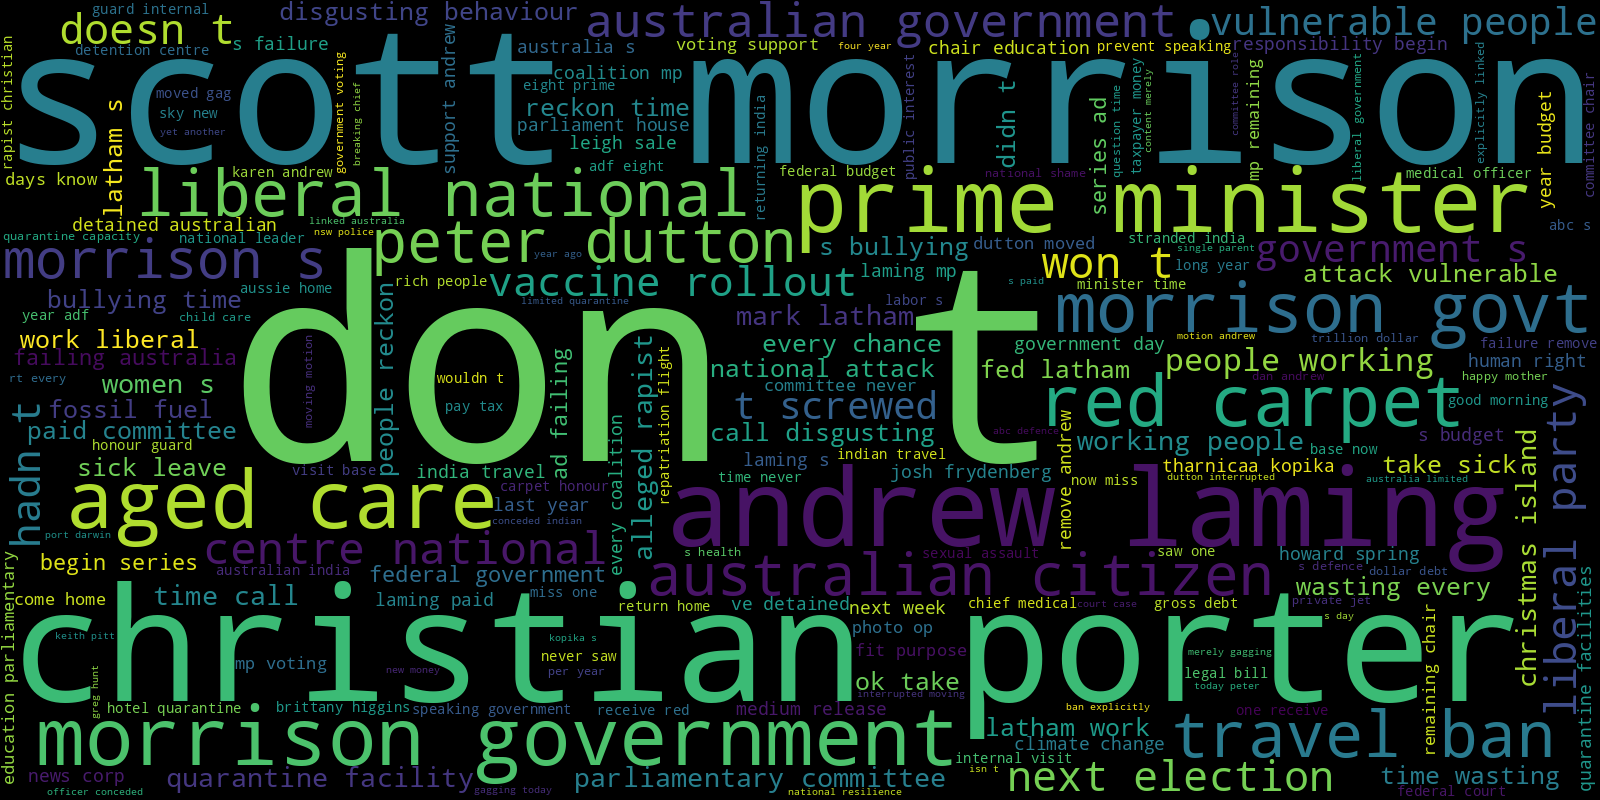 guard internal
disgusting behaviour
australian government
vulnerable people
doesn t
s failure
australia s
voting support
four year
chair education
prevent speaking
responsibility begin
detention centre
scott morrison
rapist christian
moved gag
sky new
yet another
latham s
government voting
breaking chief
support andrew
coalition mp
eight prime
reckon time
parliament house
leigh sale
adf eight
returning india
public interest
didn t
series ad
question time
taxpayer money
content merely
committee role
mp remaining
liberal government
explicitly linked
year budget
committee chair
days know
karen andrew
federal budget
national shame
medical officer
liberal national
prime minister
detained australian
linked australia
nsw police
abc s
quarantine capacity
national leader
peter dutton
year ago
s bullying
dutton moved
stranded india
single parent
government s
morrison s
aussie home
rich people
vaccine rollout
laming mp
won t
long year
attack vulnerable
s paid
minister time
bullying time
limited quarantine
labor s
morrison govt
year adf
child care
mark latham
don t
people reckon
work liberal
moving motion
every chance
government day
motion andrew
trillion dollar
failure remove
failing australia
ad failing
alleged rapist
repatriation flight
national attack
fed latham
people working
human right
rt every
women s
wouldn t
committee never
dan andrew
happy mother
fossil fuel
pay tax
t screwed
red carpet
good morning
hadn t
paid committee
call disgusting
abc defence
remove andrew
working people
s budget
honour guard
every coalition
indian travel
base now
liberal party
sick leave
visit base
india travel
laming s
time never
josh frydenberg
tharnicaa kopika
take sick
dutton interrupted
now miss
australia limited
christmas island
aged care
carpet honour
last year
conceded indian
andrew laming
port darwin
centre national
s health
sexual assault
saw one
howard spring
begin series
australian india
federal government
miss one
australian citizen
s defence
dollar debt
wasting every
education parliamentary
quarantine facilities
come home
time call
laming paid
return home
ve detained
next week
chief medical
court case
gross debt
private jet
s day
christian porter
keith pitt
mp voting
kopika s
never saw
per year
photo op
fit purpose
merely gagging
legal bill
today peter
remaining chair
greg hunt
new money
ok take
interrupted moving
hotel quarantine
brittany higgins
speaking government
receive red
medium release
ban explicitly
one receive
morrison government
latham work
climate change
travel ban
internal visit
isn t
news corp
quarantine facility
parliamentary committee
next election
time wasting
officer conceded
gagging today
national resilience
federal court